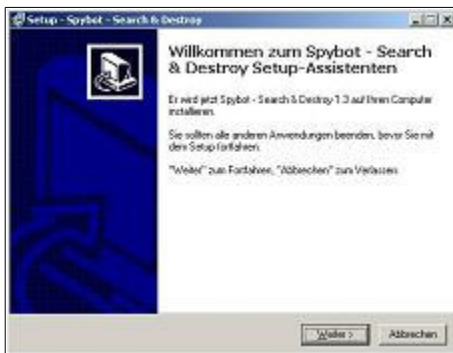 Setup - Spybot - Search & Destroy
Willkommen zum Spybot - Search
& Destroy Setup-Assistenten
Er wird jetzt Spybot - Search & Destroy 1.3 auf Ihren Computer
installieren.
Sie sollten alle anderen Anwendungen beenden, bevor Sie mit
dem Setup fortfahren.
"Weiter" zum Fortfahren, "Abbrechen" zum Verlassen.
Weiter >
Abbrechen